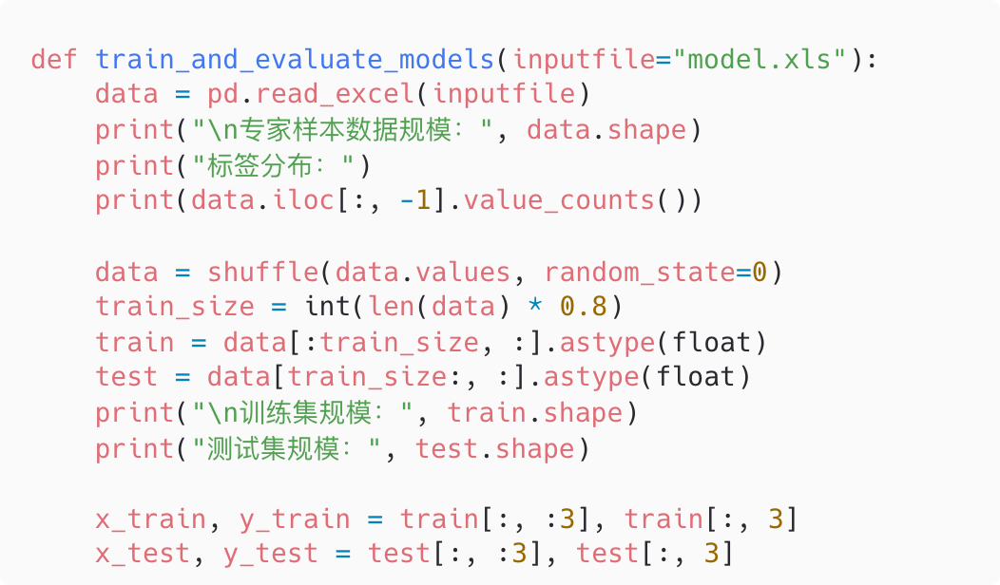 def train_and_evaluate_models(inputfile="model.xls"):
    data = pd.read_excel(inputfile)
    print("\n专家样本数据规模：", data.shape)
    print("标签分布：")
    print(data.iloc[:, -1].value_counts())

    data = shuffle(data.values, random_state=0)
    train_size = int(len(data) * 0.8)
    train = data[:train_size, :].astype(float)
    test = data[train_size:, :].astype(float)
    print("\n训练集规模：", train.shape)
    print("测试集规模：", test.shape)

    x_train, y_train = train[:, :3], train[:, 3]
    x_test, y_test = test[:, :3], test[:, 3]